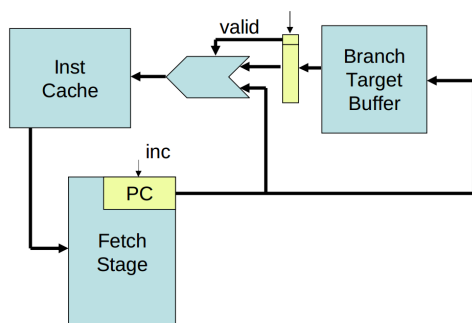 valid
Inst
Cache
Branch
Target
Buffer
inc
PC
Fetch
Stage